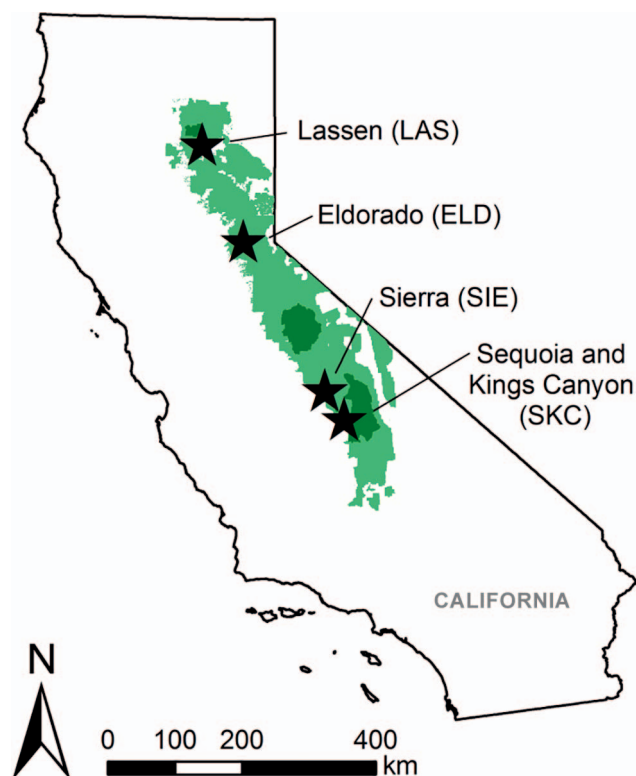 Lassen (LAS)
Eldorado (ELD)
Sierra (SIE)
Sequoia and
Kings Canyon
(SKC)
CALIFORNIA
N
0 100 200 400
km